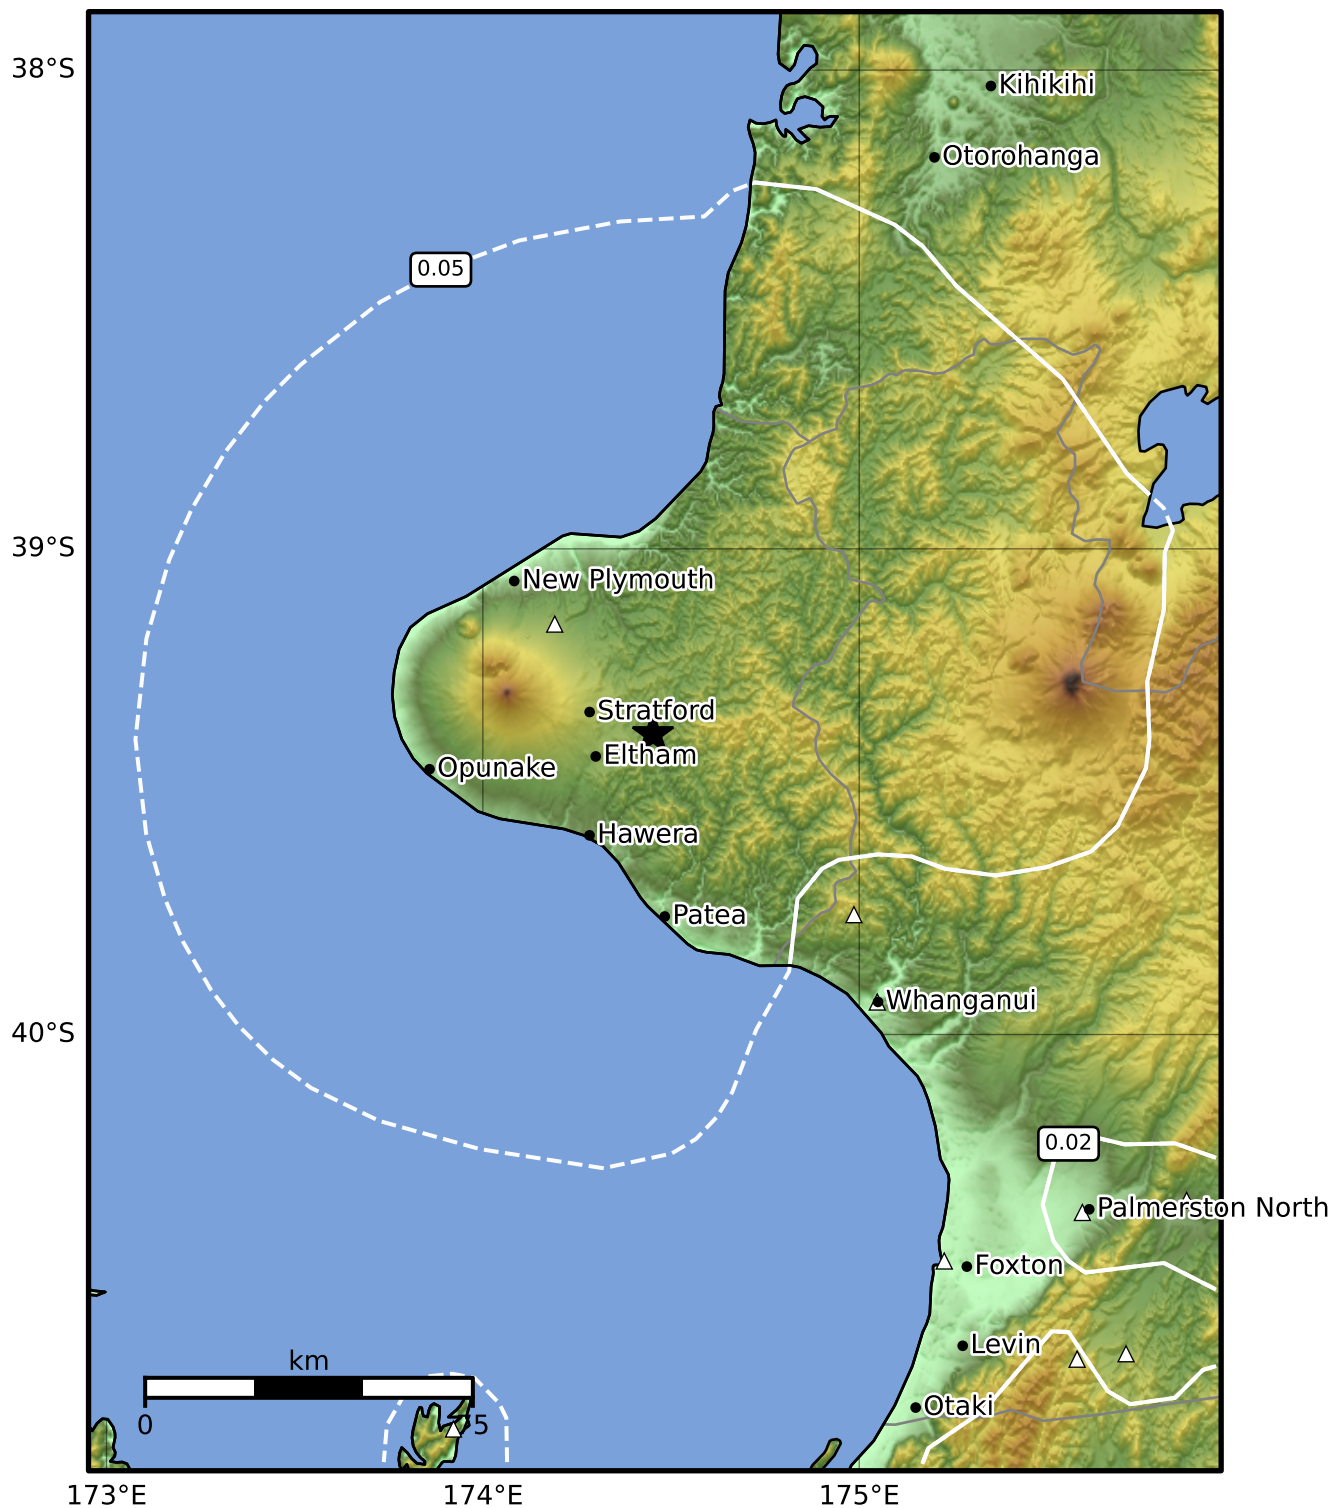 38°S
Kihikihi
Otorohanga
0.05
39°S
New Plymouth
Stratford
Eltham
Opunake
Hawera
Patea
Whanganui
40°S
0.02
Palmerston North
Foxton
Levin
km
Otaki
0
75
173°E
174°E
175°E